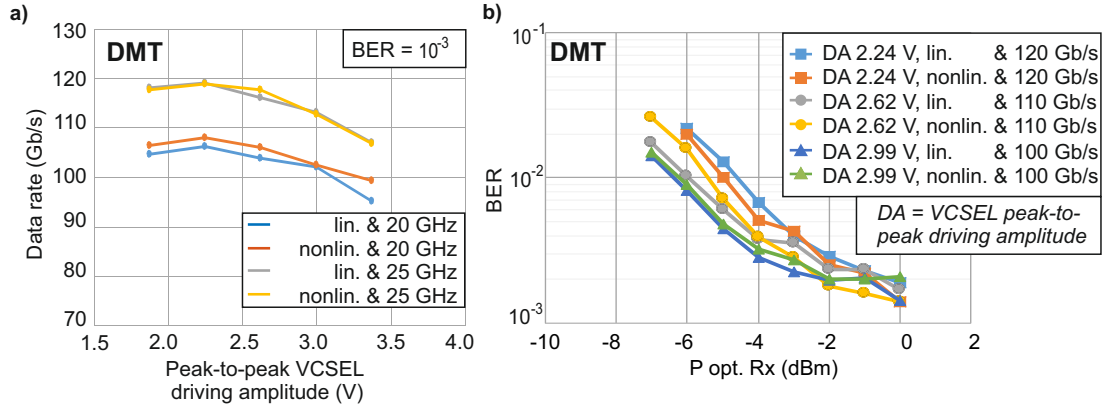 a)
DMT
BER = 10⁻³
130
120
110
100
90
80
70
Data rate (Gb/s)
lin. & 20 GHz
nonlin. & 20 GHz
lin. & 25 GHz
nonlin. & 25 GHz
1.5 2.0 2.5 3.0 3.5 4.0
Peak-to-peak VCSEL
driving amplitude (V)
b)
DMT
10⁻¹
10⁻²
10⁻³
BER
DA 2.24 V, lin. & 120 Gb/s
DA 2.24 V, nonlin. & 120 Gb/s
DA 2.62 V, lin. & 110 Gb/s
DA 2.62 V, nonlin. & 110 Gb/s
DA 2.99 V, lin. & 100 Gb/s
DA 2.99 V, nonlin. & 100 Gb/s
DA = VCSEL peak-to-
peak driving amplitude
-10 -8 -6 -4 -2 0 2
P opt. Rx (dBm)